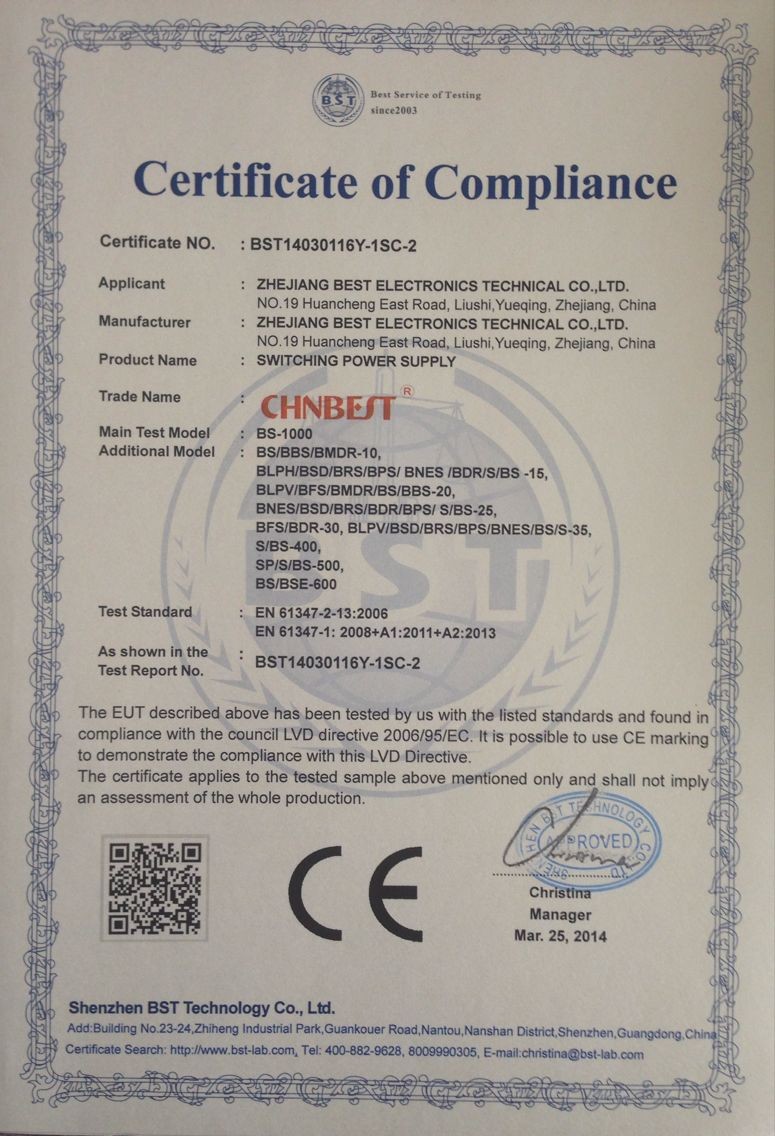 BST
Best Service of Testing
since2003
Certificate of Compliance
Certificate NO. : BST14030116Y-1SC-2
Applicant : ZHEJIANG BEST ELECTRONICS TECHNICAL CO.,LTD.
NO.19 Huancheng East Road, Liushi,Yueqing, Zhejiang, China
Manufacturer : ZHEJIANG BEST ELECTRONICS TECHNICAL CO.,LTD.
NO.19 Huancheng East Road, Liushi,Yueqing, Zhejiang, China
Product Name : SWITCHING POWER SUPPLY
Trade Name : CHNBEST ®
Main Test Model : BS-1000
Additional Model : BS/BBS/BMDR-10,
BLPH/BSD/BRS/BPS/ BNES /BDR/S/BS -15,
BLPV/BFS/BMDR/BS/BBS-20,
BNES/BSD/BRS/BDR/BPS/ S/BS-25,
BFS/BDR-30, BLPV/BSD/BRS/BPS/BNES/BS/S-35,
S/BS-400,
SP/S/BS-500,
BS/BSE-600
BST
Test Standard : EN 61347-2-13:2006
EN 61347-1: 2008+A1:2011+A2:2013
As shown in the
Test Report No. : BST14030116Y-1SC-2
The EUT described above has been tested by us with the listed standards and found in
compliance with the council LVD directive 2006/95/EC. It is possible to use CE marking
to demonstrate the compliance with this LVD Directive.
The certificate applies to the tested sample above mentioned only and shall not imply
an assessment of the whole production.
SHENZHEN BST TECHNOLOGY CO., LTD
APPROVED
CE
Christina
Manager
Mar. 25, 2014
Shenzhen BST Technology Co., Ltd.
Add:Building No.23-24,Zhiheng Industrial Park,Guankouer Road,Nantou,Nanshan District,Shenzhen,Guangdong,China
Certificate Search: http://www.bst-lab.com, Tel: 400-882-9628, 8009990305, E-mail:christina@bst-lab.com